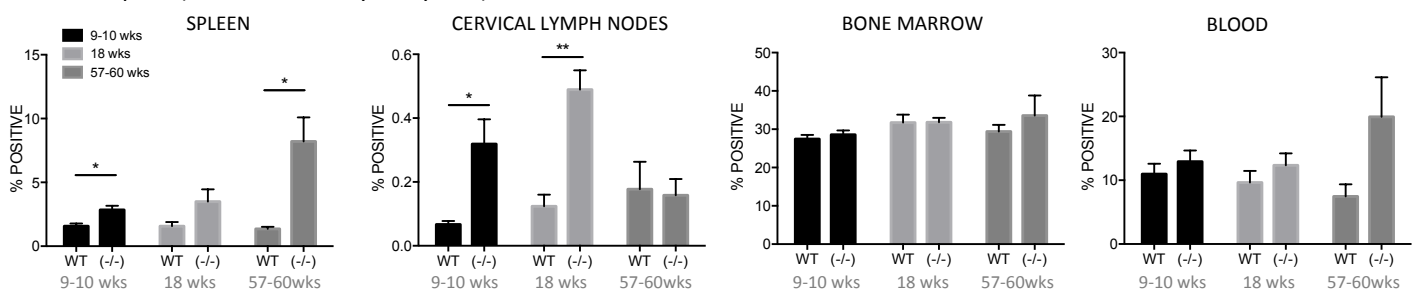 SPLEEN
9-10 wks
18 wks
57-60 wks
% POSITIVE
15
10
5
0
*
*
WT (-/-) WT (-/-) WT (-/-)
9-10 wks 18 wks 57-60wks
CERVICAL LYMPH NODES
% POSITIVE
0.6
0.4
0.2
0.0
*
**
WT (-/-) WT (-/-) WT (-/-)
9-10 wks 18 wks 57-60wks
BONE MARROW
% POSITIVE
50
40
30
20
10
0
WT (-/-) WT (-/-) WT (-/-)
9-10 wks 18 wks 57-60wks
BLOOD
% POSITIVE
30
20
10
0
WT (-/-) WT (-/-) WT (-/-)
9-10 wks 18 wks 57-60wks